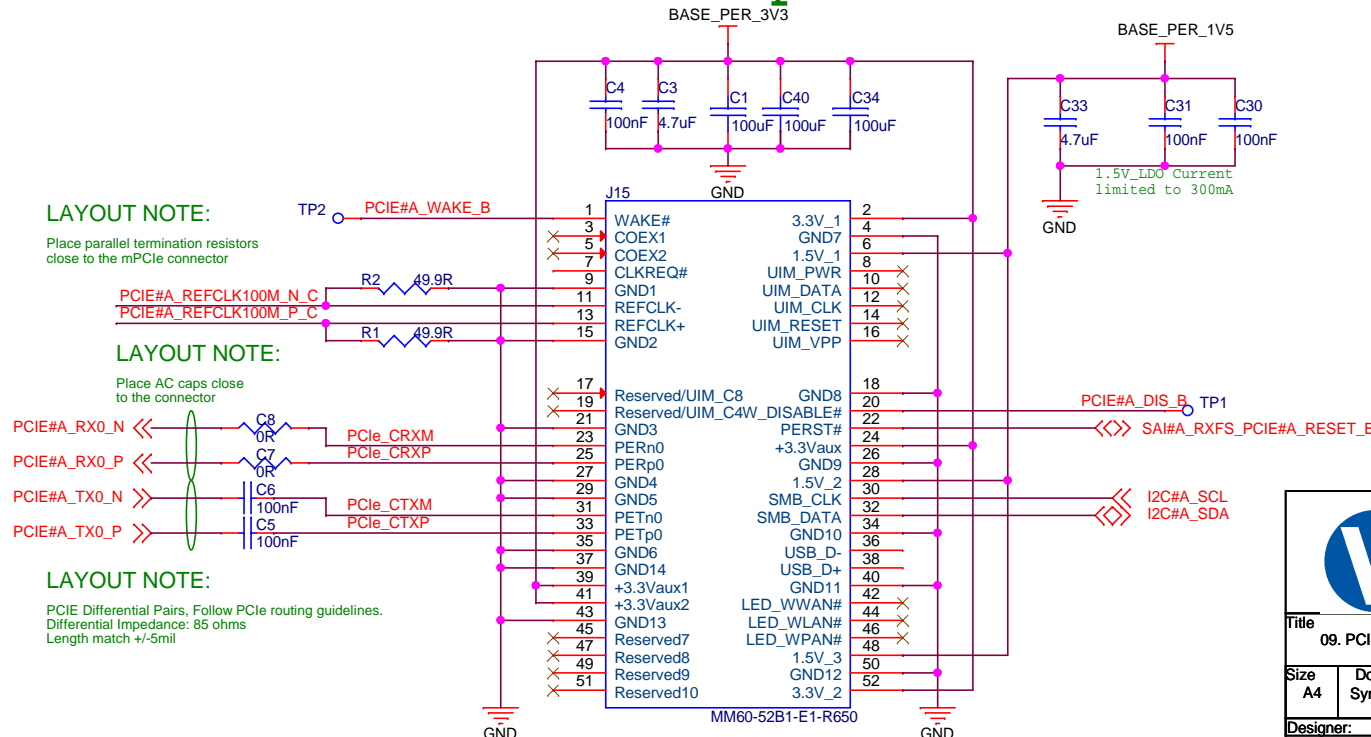 BASE_PER_3V3
BASE_PER_1V5
C4
100nF
C3
4.7uF
C1
100uF
C40
100uF
C34
100uF
C33
4.7uF
C31
100nF
C30
100nF
1.5V_LDO Current
limited to 300mA
GND
GND
LAYOUT NOTE:
Place parallel termination resistors
close to the mPCIe connector
TP2
PCIE#A_WAKE_B
R2 49.9R
PCIE#A_REFCLK100M_N_C
PCIE#A_REFCLK100M_P_C
R1 49.9R
LAYOUT NOTE:
Place AC caps close
to the connector
PCIE#A_RX0_N
C8
0R
PCIe_CRXM
PCIE#A_RX0_P
C7
0R
PCIe_CRXP
PCIE#A_TX0_N
C6
100nF
PCIe_CTXM
PCIE#A_TX0_P
C5
100nF
PCIe_CTXP
LAYOUT NOTE:
PCIE Differential Pairs, Follow PCIe routing guidelines.
Differential Impedance: 85 ohms
Length match +/-5mil
GND
J15
1 WAKE# 3.3V_1 2
3 COEX1 GND7 4
5 COEX2 1.5V_1 6
7 CLKREQ# UIM_PWR 8
9 GND1 UIM_DATA 10
11 REFCLK- UIM_CLK 12
13 REFCLK+ UIM_RESET 14
15 GND2 UIM_VPP 16
17 Reserved/UIM_C8 GND8 18
19 Reserved/UIM_C4 W_DISABLE# 20
21 GND3 PERST# 22
23 PERn0 +3.3Vaux 24
25 PERp0 GND9 26
27 GND4 1.5V_2 28
29 GND5 SMB_CLK 30
31 PETn0 SMB_DATA 32
33 PETp0 GND10 34
35 GND6 USB_D- 36
37 GND14 USB_D+ 38
39 +3.3Vaux1 GND11 40
41 +3.3Vaux2 LED_WWAN# 42
43 GND13 LED_WLAN# 44
45 Reserved7 LED_WPAN# 46
47 Reserved8 1.5V_3 48
49 Reserved9 GND12 50
51 Reserved10 3.3V_2 52
MM60-52B1-E1-R650
GND
PCIE#A_DIS_B
TP1
SAI#A_RXFS_PCIE#A_RESET_B
I2C#A_SCL
I2C#A_SDA
Title
09. PCI
Size
A4
Designer: